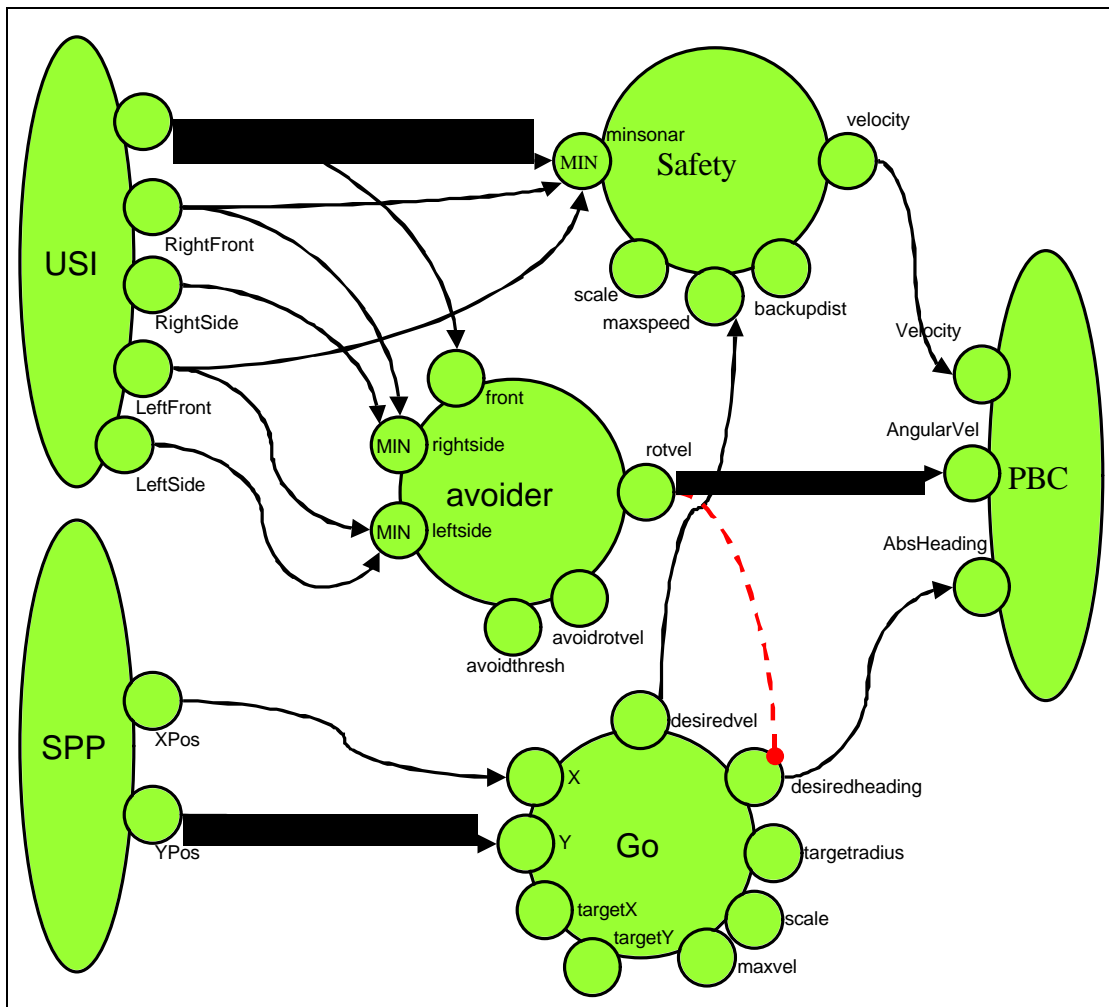 velocity
minsonar
MIN
Safety
RightFront
USI
RightSide
scale
maxspeed
backupdist
Velocity
LeftFront
front
AngularVel
MIN
rightside
rotvel
LeftSide
avoider
PBC
MIN
leftside
AbsHeading
avoidrotvel
avoidthresh
desiredvel
SPP
XPos
X
desiredheading
Y
Go
YPos
targetradius
targetX
scale
targetY
maxvel